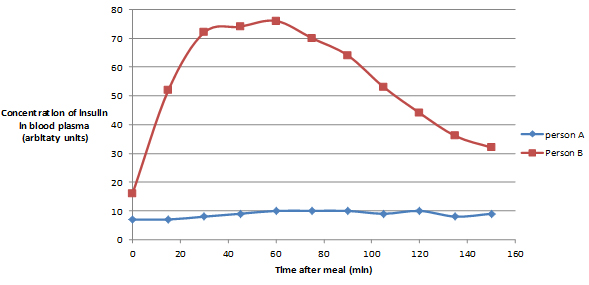 80
70
60
50
40
30
20
10
0
Concentration of insulin
in blood plasma
(arbitaty units)
0 20 40 60 80 100 120 140 160
Time after meal (min)
person A
Person B